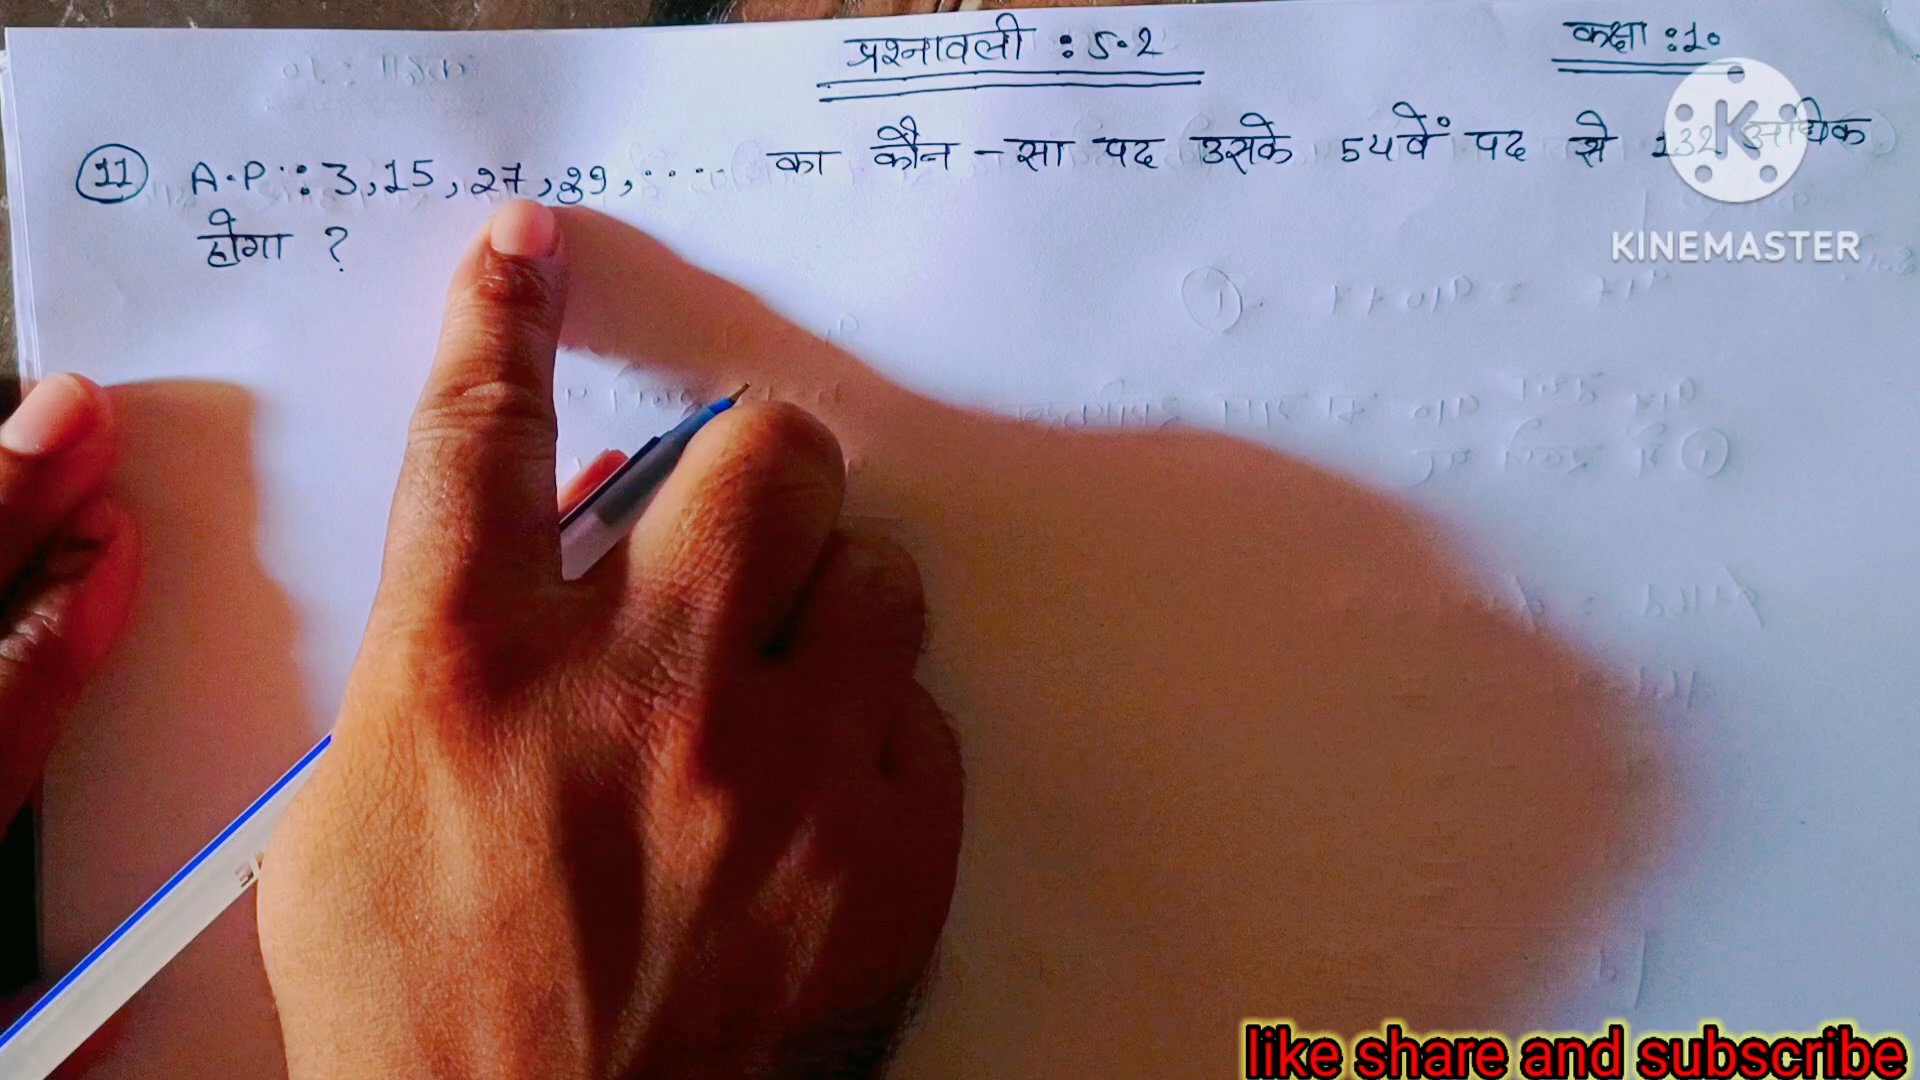 प्रश्नावली : 5.2
कक्षा : 10
11 A.P. : 3, 15, 27, 39, .... का कौन - सा पद उसके 54वें पद से 132 अधिक
होगा ?
K
KINEMASTER
like share and subscribe